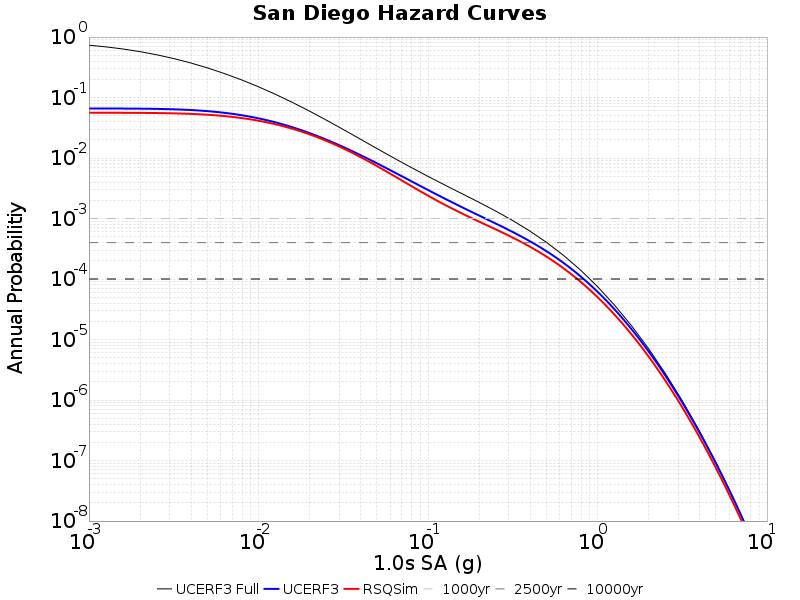 San Diego Hazard Curves
10^0
10^-1
10^-2
10^-3
10^-4
10^-5
10^-6
10^-7
10^-8
Annual Probabilitiy
10^-3 10^-2 10^-1 10^0 10^1
1.0s SA (g)
UCERF3 Full UCERF3 RSQSim 1000yr 2500yr 10000yr